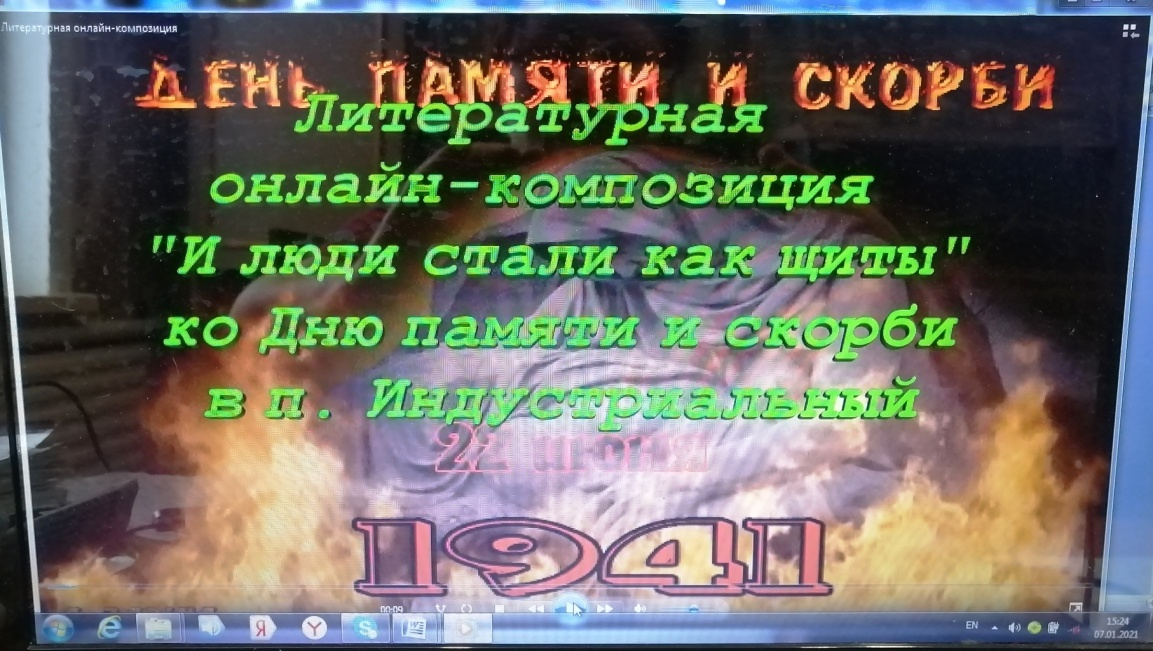 Литературная онлайн-композиция
ДЕНЬ ПАМЯТИ И СКОРБИ
Литературная
онлайн-композиция
"И люди стали как щиты"
ко Дню памяти и скорби
в п. Индустриальный
22 июня
1941
00:09
EN
15:24
07.01.2021